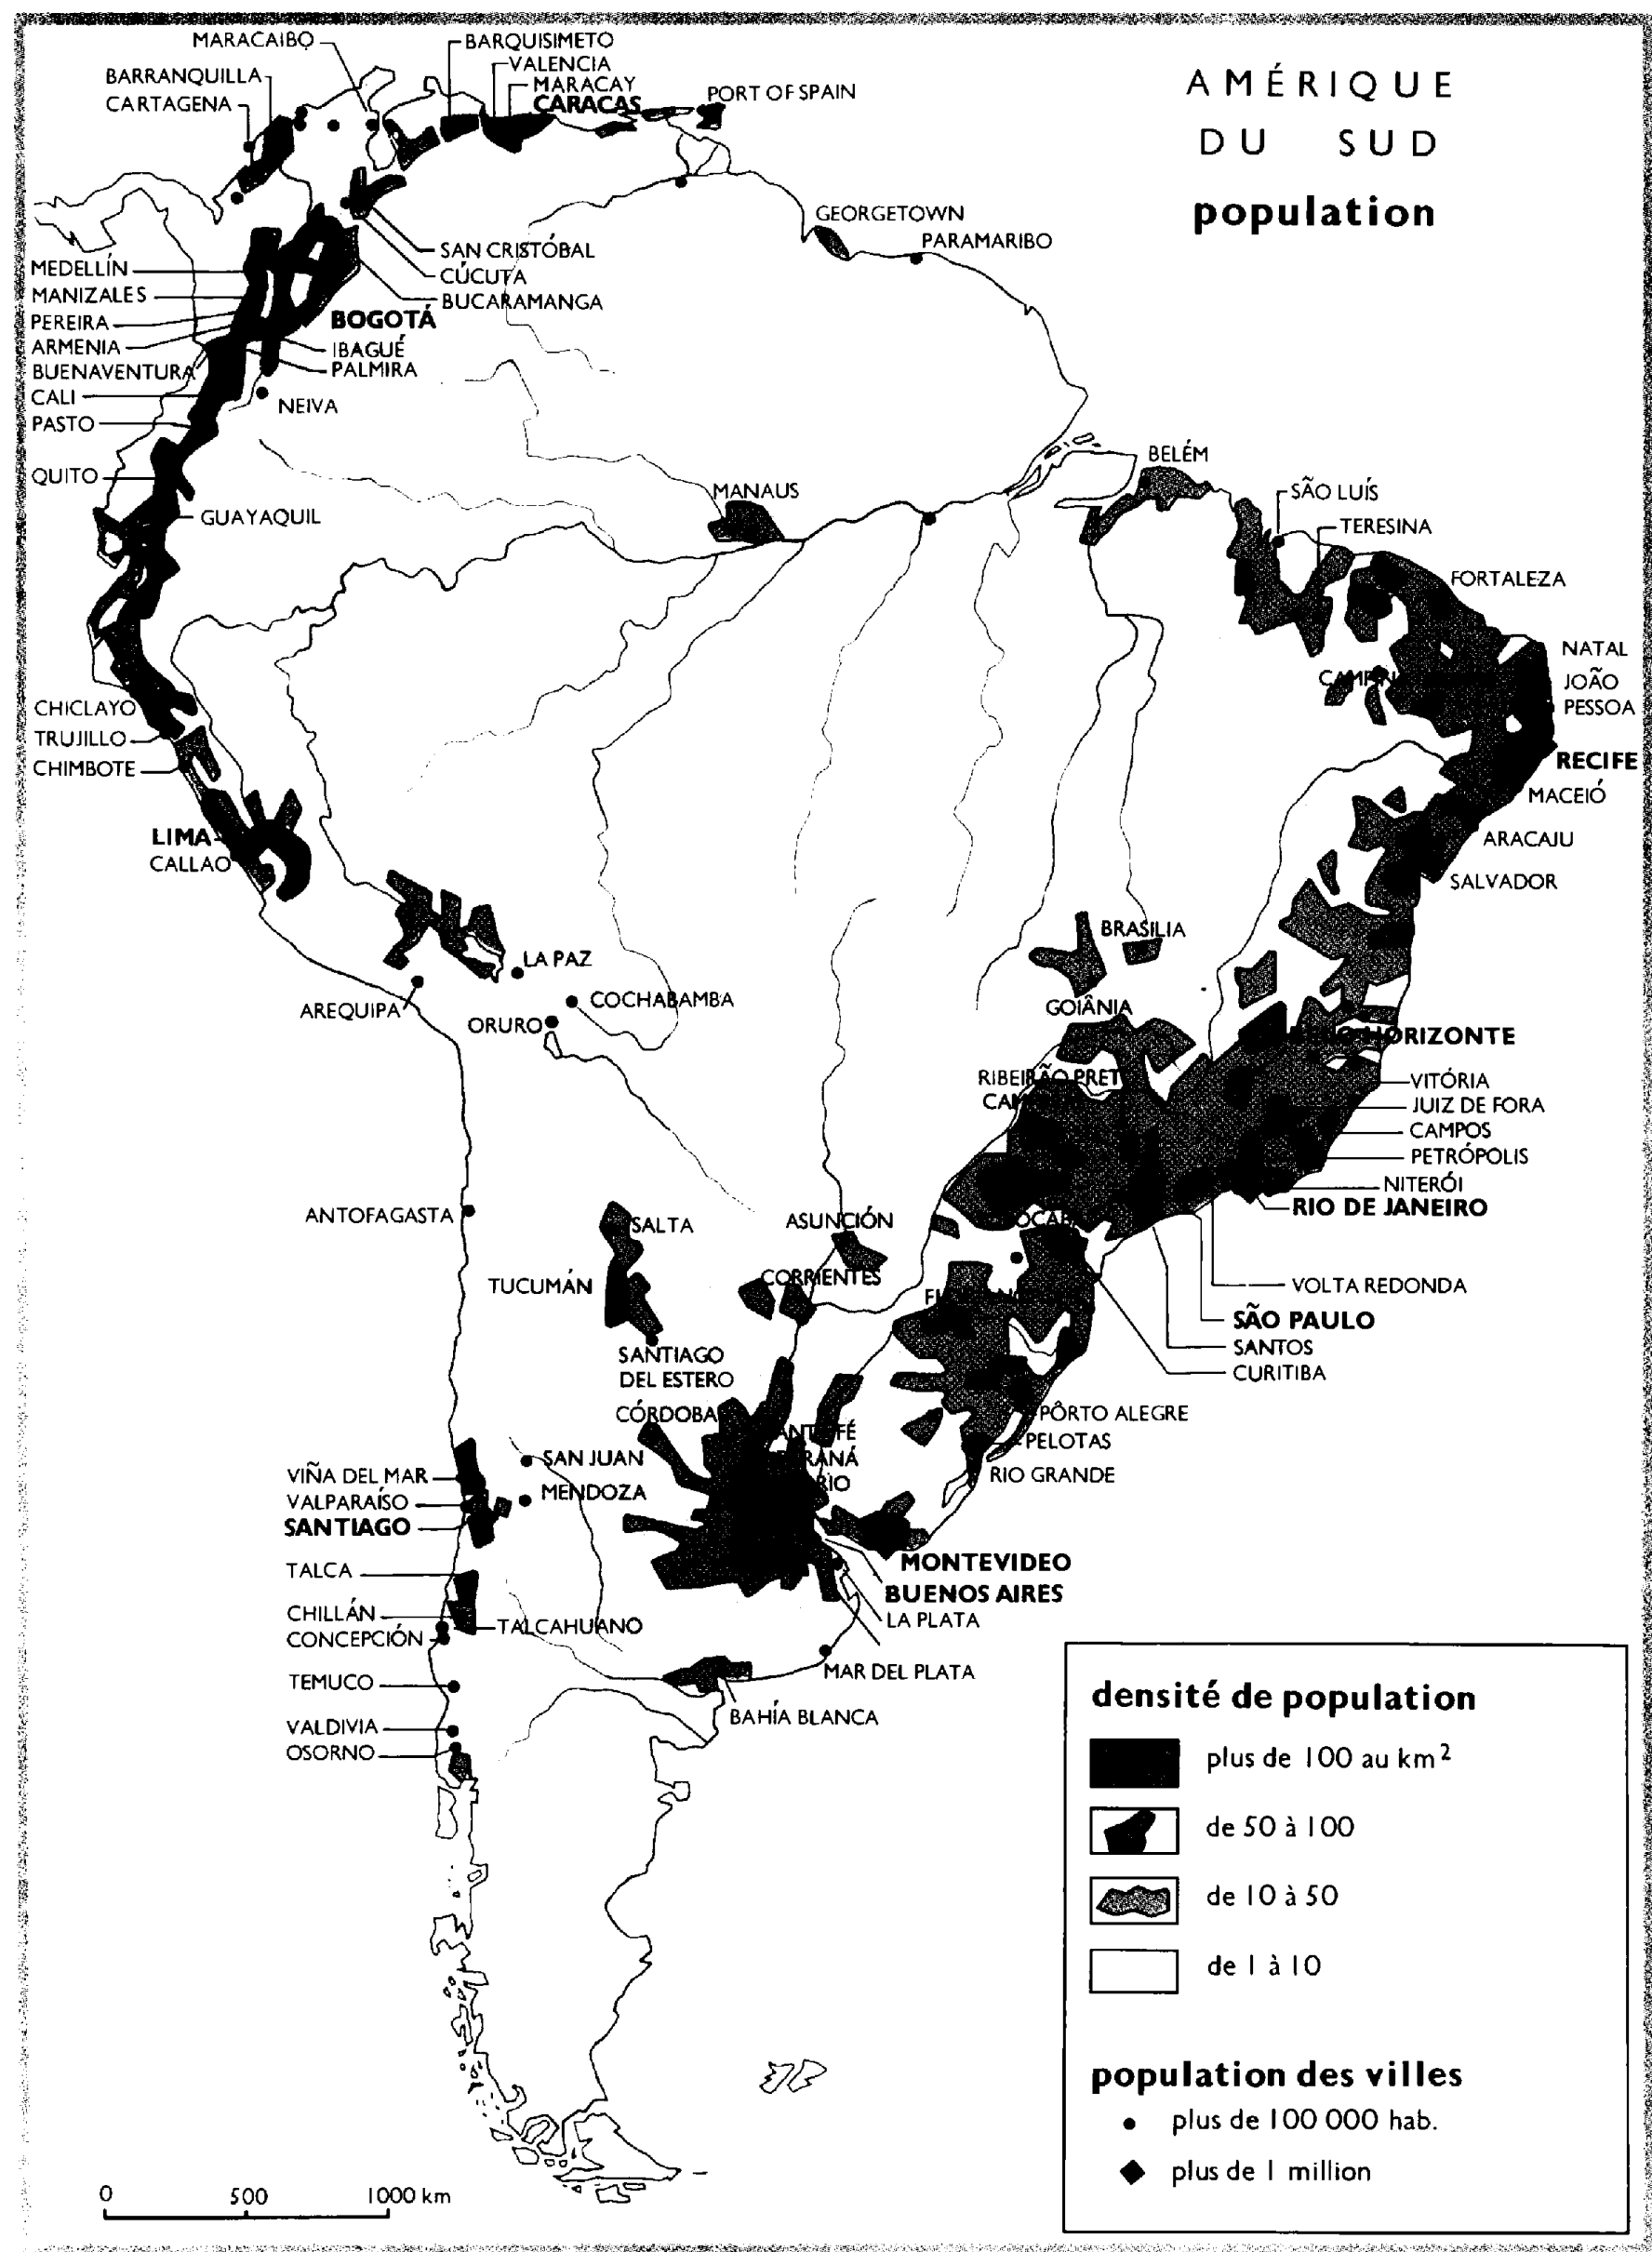 AMÉRIQUE
DU SUD
population
MARACAIBO
BARQUISIMETO
VALENCIA
MARACAY
CARACAS
PORT OF SPAIN
BARRANQUILLA
CARTAGENA
GEORGETOWN
PARAMARIBO
SAN CRISTÓBAL
CÚCUTA
BUCARAMANGA
MEDELLÍN
MANIZALES
PEREIRA
ARMENIA
BUENAVENTURA
CALI
PASTO
BOGOTÁ
IBAGUÉ
PALMIRA
NEIVA
QUITO
GUAYAQUIL
MANAUS
BELÉM
SÃO LUÍS
TERESINA
FORTALEZA
NATAL
JOÃO
PESSOA
RECIFE
MACEIÓ
ARACAJU
SALVADOR
CHICLAYO
TRUJILLO
CHIMBOTE
LIMA
CALLAO
LA PAZ
COCHABAMBA
AREQUIPA
ORURO
BRASILIA
GOIÂNIA
HORIZONTE
RIBEIRÃO PRET
VITÓRIA
JUIZ DE FORA
CAMPOS
PETRÓPOLIS
NITERÓI
RIO DE JANEIRO
VOLTA REDONDA
SÃO PAULO
SANTOS
CURITIBA
ANTOFAGASTA
SALTA
ASUNCIÓN
TUCUMÁN
CORRIENTES
SANTIAGO
DEL ESTERO
CÓRDOBA
PÔRTO ALEGRE
PELOTAS
RIO GRANDE
SAN JUAN
MENDOZA
VIÑA DEL MAR
VALPARAÍSO
SANTIAGO
MONTEVIDEO
BUENOS AIRES
LA PLATA
TALCA
CHILLÁN
CONCEPCIÓN
TALCAHUANO
MAR DEL PLATA
TEMUCO
BAHÍA BLANCA
VALDIVIA
OSORNO
densité de population
plus de 100 au km²
de 50 à 100
de 10 à 50
de 1 à 10
population des villes
plus de 100 000 hab.
plus de 1 million
0 500 1000 km